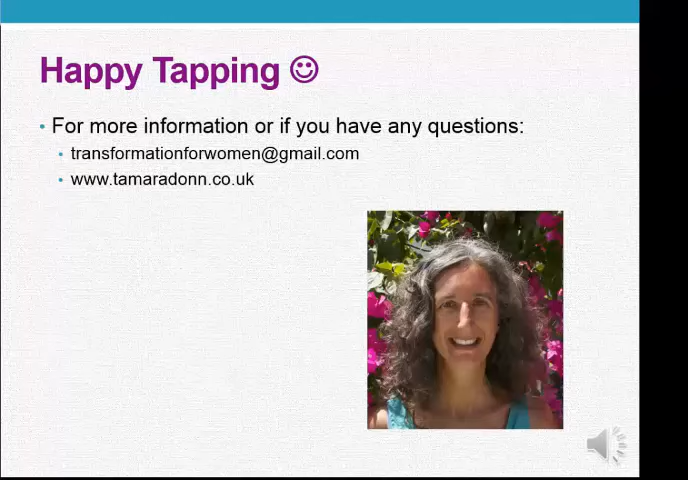 Happy Tapping ☺
• For more information or if you have any questions:
• transformationforwomen@gmail.com
• www.tamaradonn.co.uk